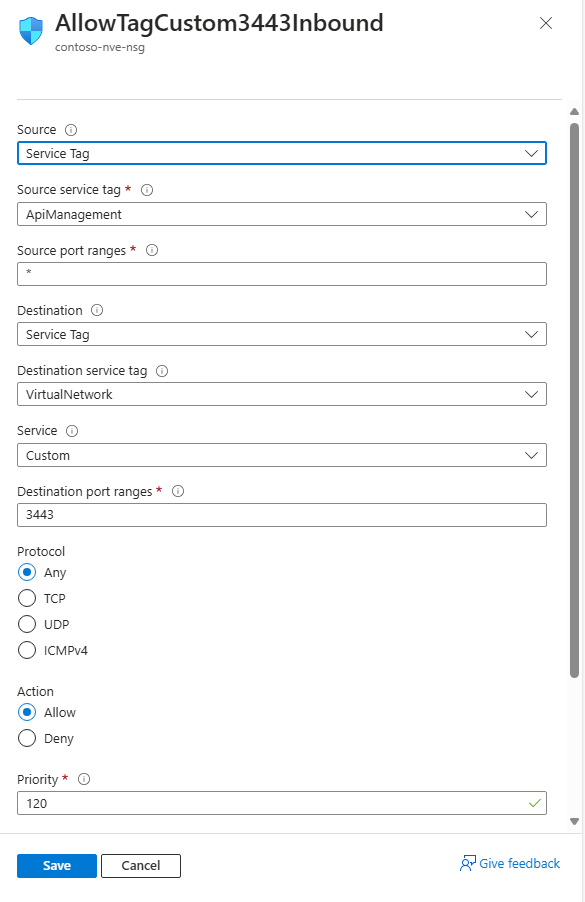 AllowTagCustom3443Inbound
contoso-nve-nsg
Source
Service Tag
Source service tag *
ApiManagement
Source port ranges *
*
Destination
Service Tag
Destination service tag
VirtualNetwork
Service
Custom
Destination port ranges *
3443
Protocol
Any
TCP
UDP
ICMPv4
Action
Allow
Deny
Priority *
120
Save Cancel Give feedback